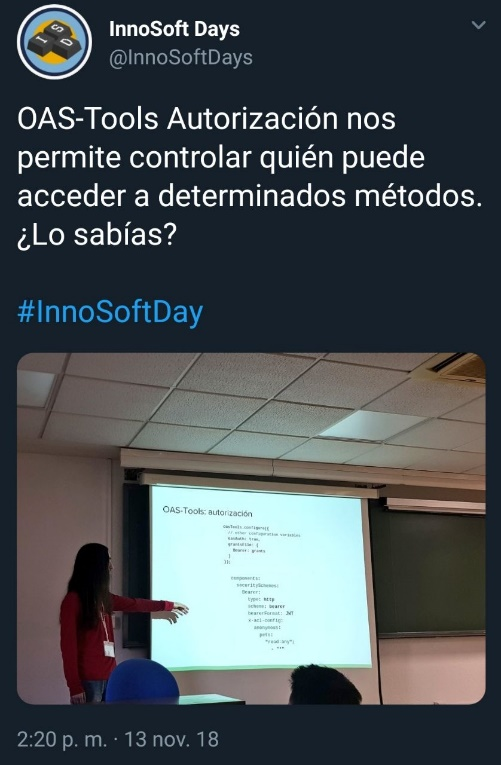 InnoSoft Days
@InnoSoftDays
OAS-Tools Autorización nos
permite controlar quién puede
acceder a determinados métodos.
¿Lo sabías?
#InnoSoftDay
OAS-Tools: autorización
oasTools.configure({
// other configuration variables
oasAuth: true,
grantsFile: {
Bearer: grants
}
});
components:
securitySchemes:
Bearer:
type: http
scheme: bearer
bearerFormat: JWT
x-acl-config:
anonymous:
pets:
"read:any":
2:20 p. m. · 13 nov. 18